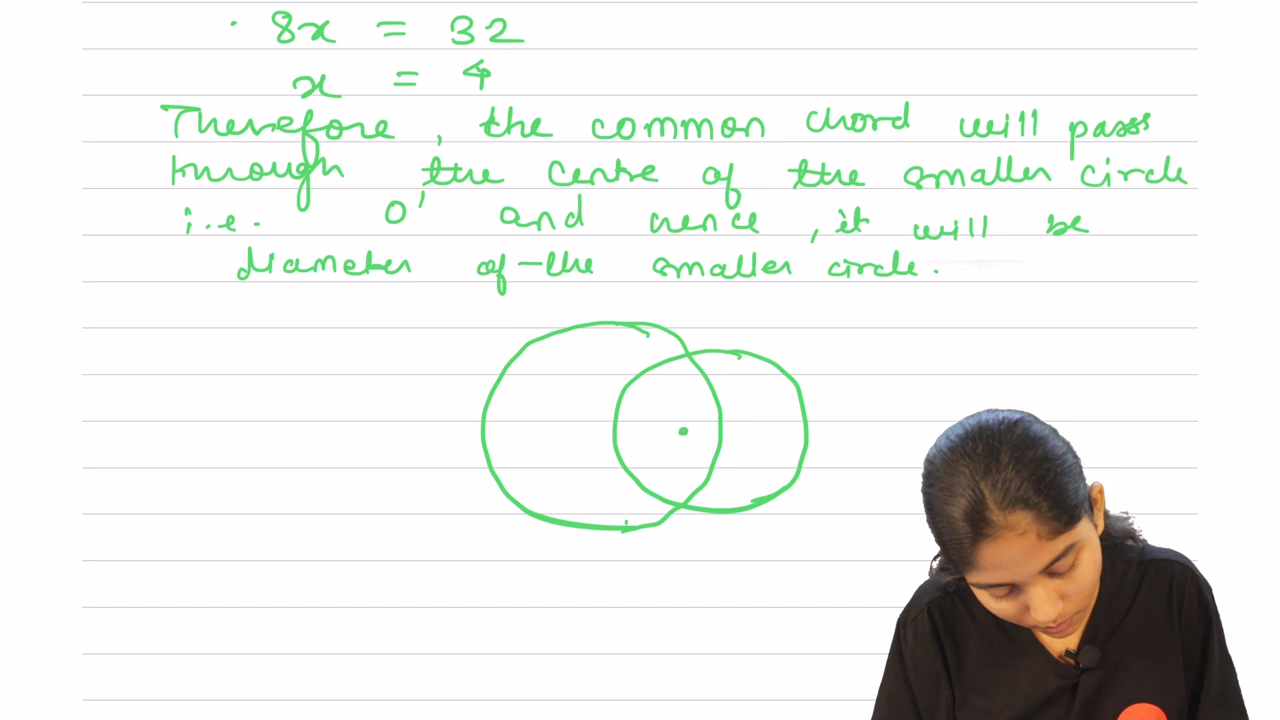 8x = 32
x = 4
Therefore, the common chord will pass
through the centre of the smaller circle
i.e. O' and hence, it will be
diameter of the smaller circle.